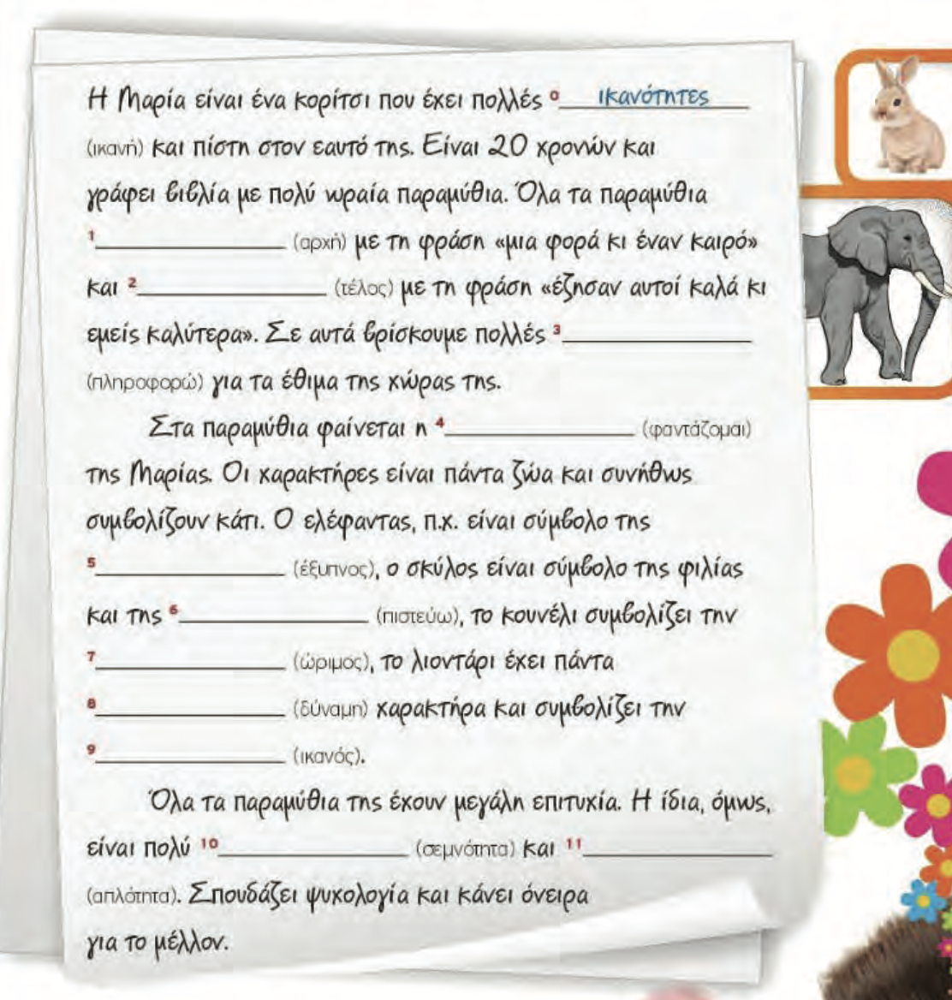 Η Μαρία είναι ένα κορίτσι που έχει πολλές 0 ικανότητες
(ικανή) και πίστη στον εαυτό της. Είναι 20 χρονών και
γράφει βιβλία με πολύ ωραία παραμύθια. Όλα τα παραμύθια
1 (αρχή) με τη φράση «μια φορά κι έναν καιρό»
και 2 (τέλος) με τη φράση «έζησαν αυτοί καλά κι
εμείς καλύτερα». Σε αυτά βρίσκουμε πολλές 3
(πληροφορώ) για τα έθιμα της χώρας της.
Στα παραμύθια φαίνεται η 4 (φαντάζομαι)
της Μαρίας. Οι χαρακτήρες είναι πάντα ζώα και συνήθως
συμβολίζουν κάτι. Ο ελέφαντας, π.χ. είναι σύμβολο της
5 (έξυπνος), ο σκύλος είναι σύμβολο της φιλίας
και της 6 (πιστεύω), το κουνέλι συμβολίζει την
7 (ώριμος), το λιοντάρι έχει πάντα
8 (δύναμη) χαρακτήρα και συμβολίζει την
9 (ικανός).
Όλα τα παραμύθια της έχουν μεγάλη επιτυχία. Η ίδια, όμως,
είναι πολύ 10 (σεμνότητα) και 11
(απλότητα). Σπουδάζει ψυχολογία και κάνει όνειρα
για το μέλλον.